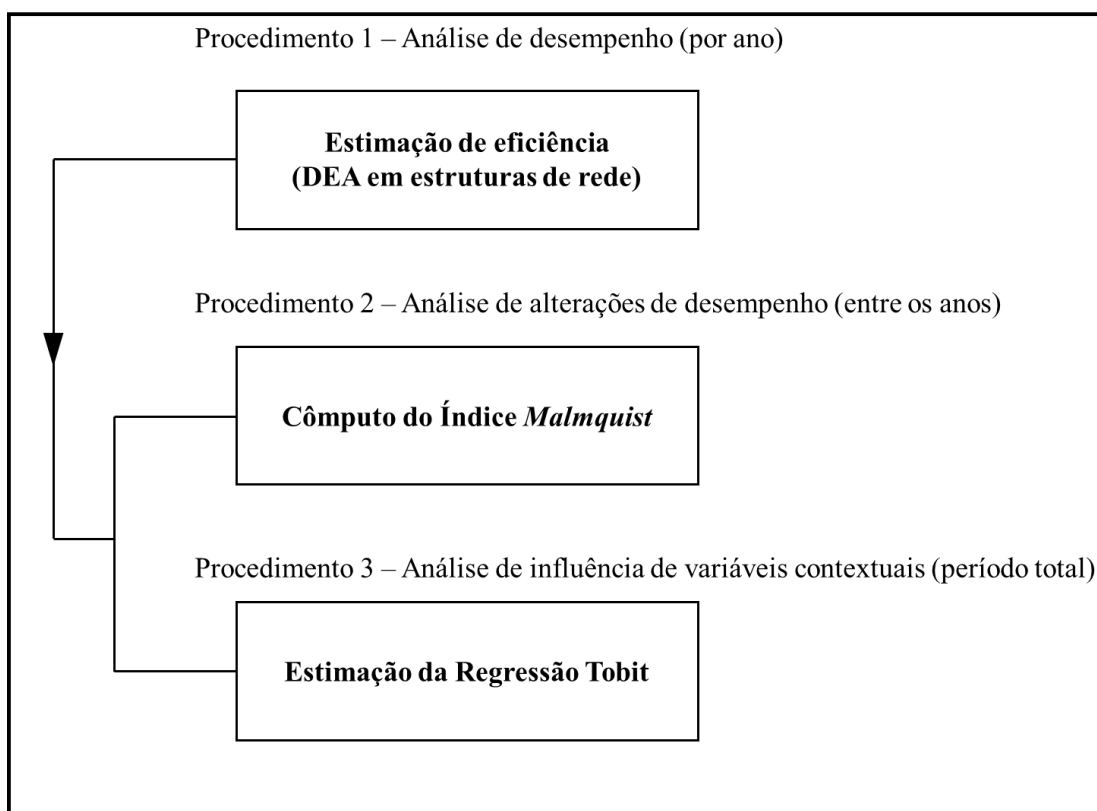 Procedimento 1 – Análise de desempenho (por ano)
Estimação de eficiência
(DEA em estruturas de rede)
Procedimento 2 – Análise de alterações de desempenho (entre os anos)
Cômputo do Índice Malmquist
Procedimento 3 – Análise de influência de variáveis contextuais (período total)
Estimação da Regressão Tobit